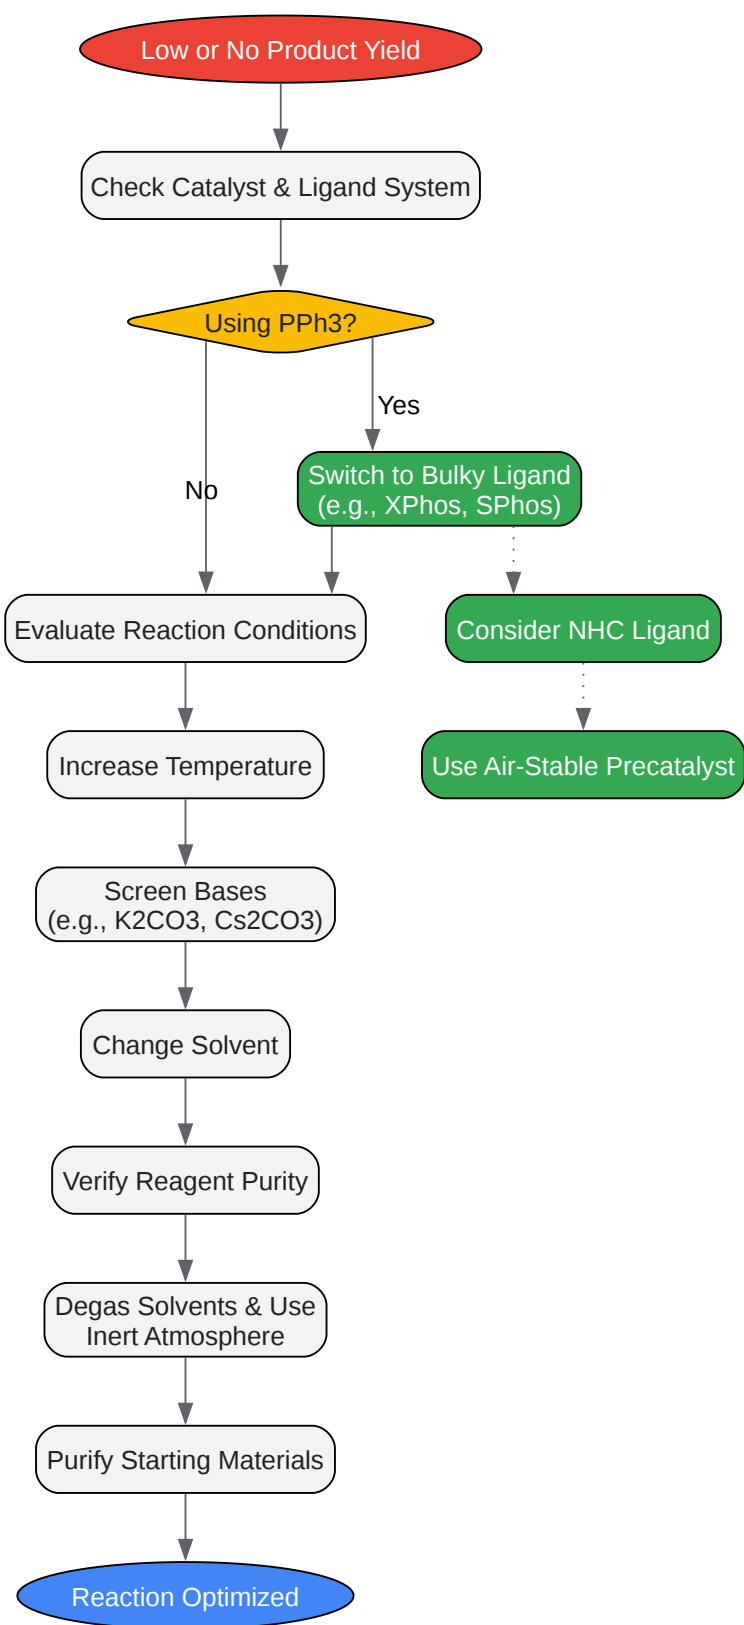 Low or No Product Yield
Check Catalyst & Ligand System
Using PPh3?
Yes
Switch to Bulky Ligand
(e.g., XPhos, SPhos)
No
Evaluate Reaction Conditions
Consider NHC Ligand
Increase Temperature
Use Air-Stable Precatalyst
Screen Bases
(e.g., K2CO3, Cs2CO3)
Change Solvent
Verify Reagent Purity
Degas Solvents & Use
Inert Atmosphere
Purify Starting Materials
Reaction Optimized